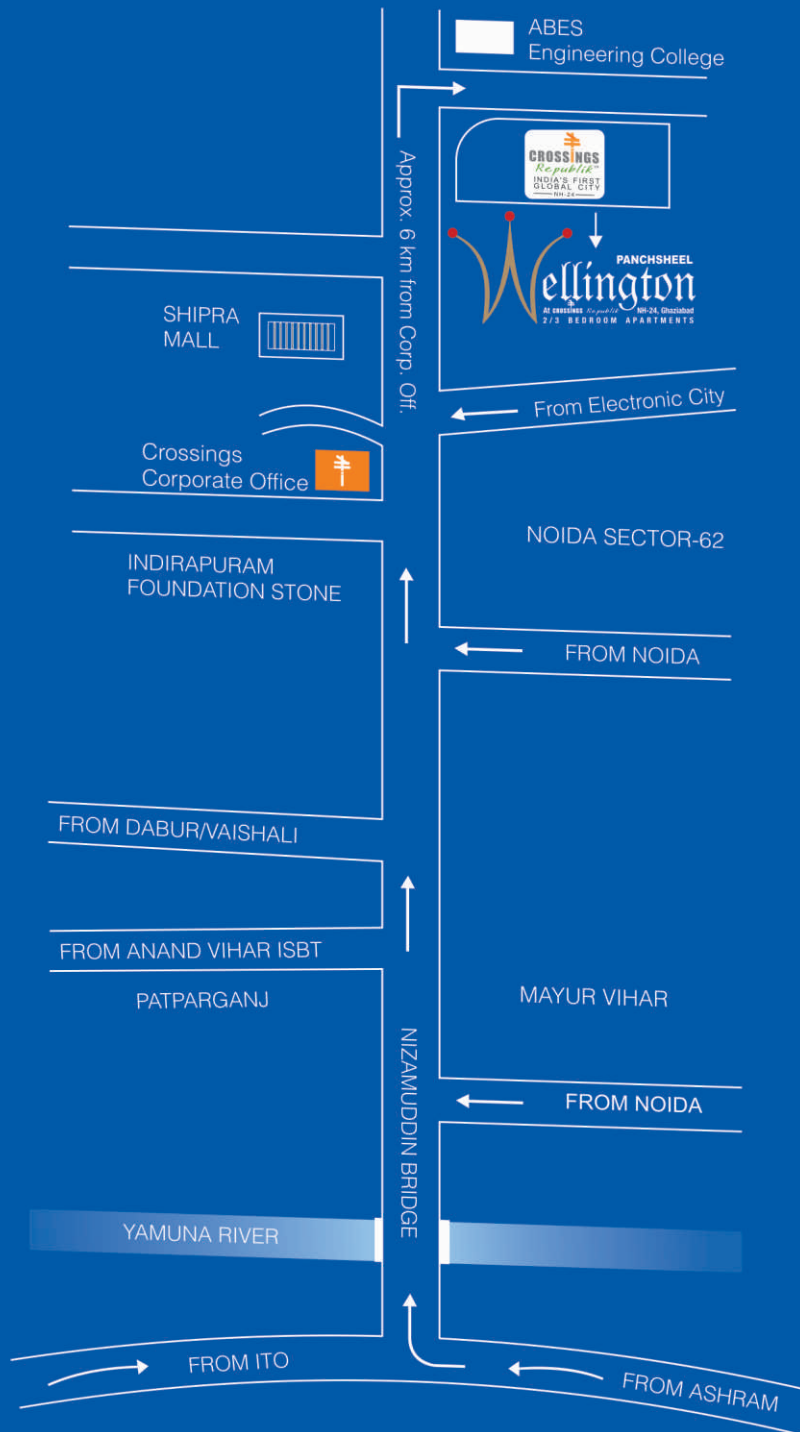 ABES
Engineering College
CROSSINGS
Republik
INDIA'S FIRST
GLOBAL CITY
NH-24
Approx. 6 km from Corp. Off.
PANCHSHEEL
Wellington
At CROSSINGS Republik NH-24, Ghaziabad
2/3 BEDROOM APARTMENTS
SHIPRA
MALL
From Electronic City
Crossings
Corporate Office
NOIDA SECTOR-62
INDIRAPURAM
FOUNDATION STONE
FROM NOIDA
FROM DABUR/VAISHALI
FROM ANAND VIHAR ISBT
PATPARGANJ
MAYUR VIHAR
NIZAMUDDIN BRIDGE
FROM NOIDA
YAMUNA RIVER
FROM ITO
FROM ASHRAM